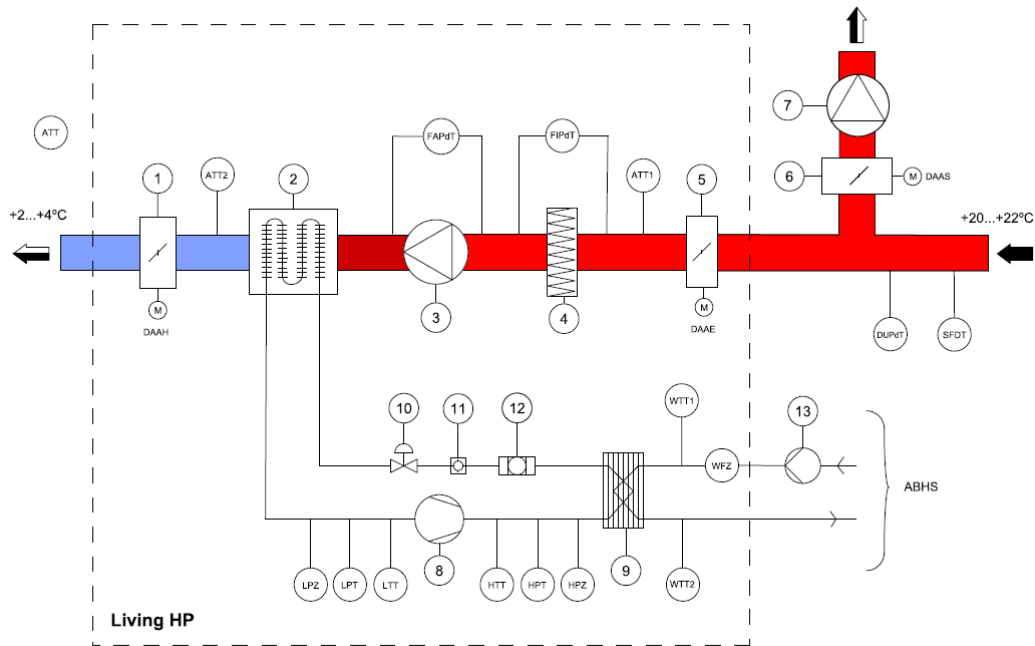 7
ATT
FAPdT
FIPdT
1
ATT2
2
ATT1
5
6
M
DAAS
+2...+4ºC
+20...+22ºC
M
DAAH
3
4
M
DAAE
DUPdT
SFDT
10
11
12
WTT1
13
WFZ
ABHS
8
9
LPZ
LPT
LTT
HTT
HPT
HPZ
WTT2
Living HP